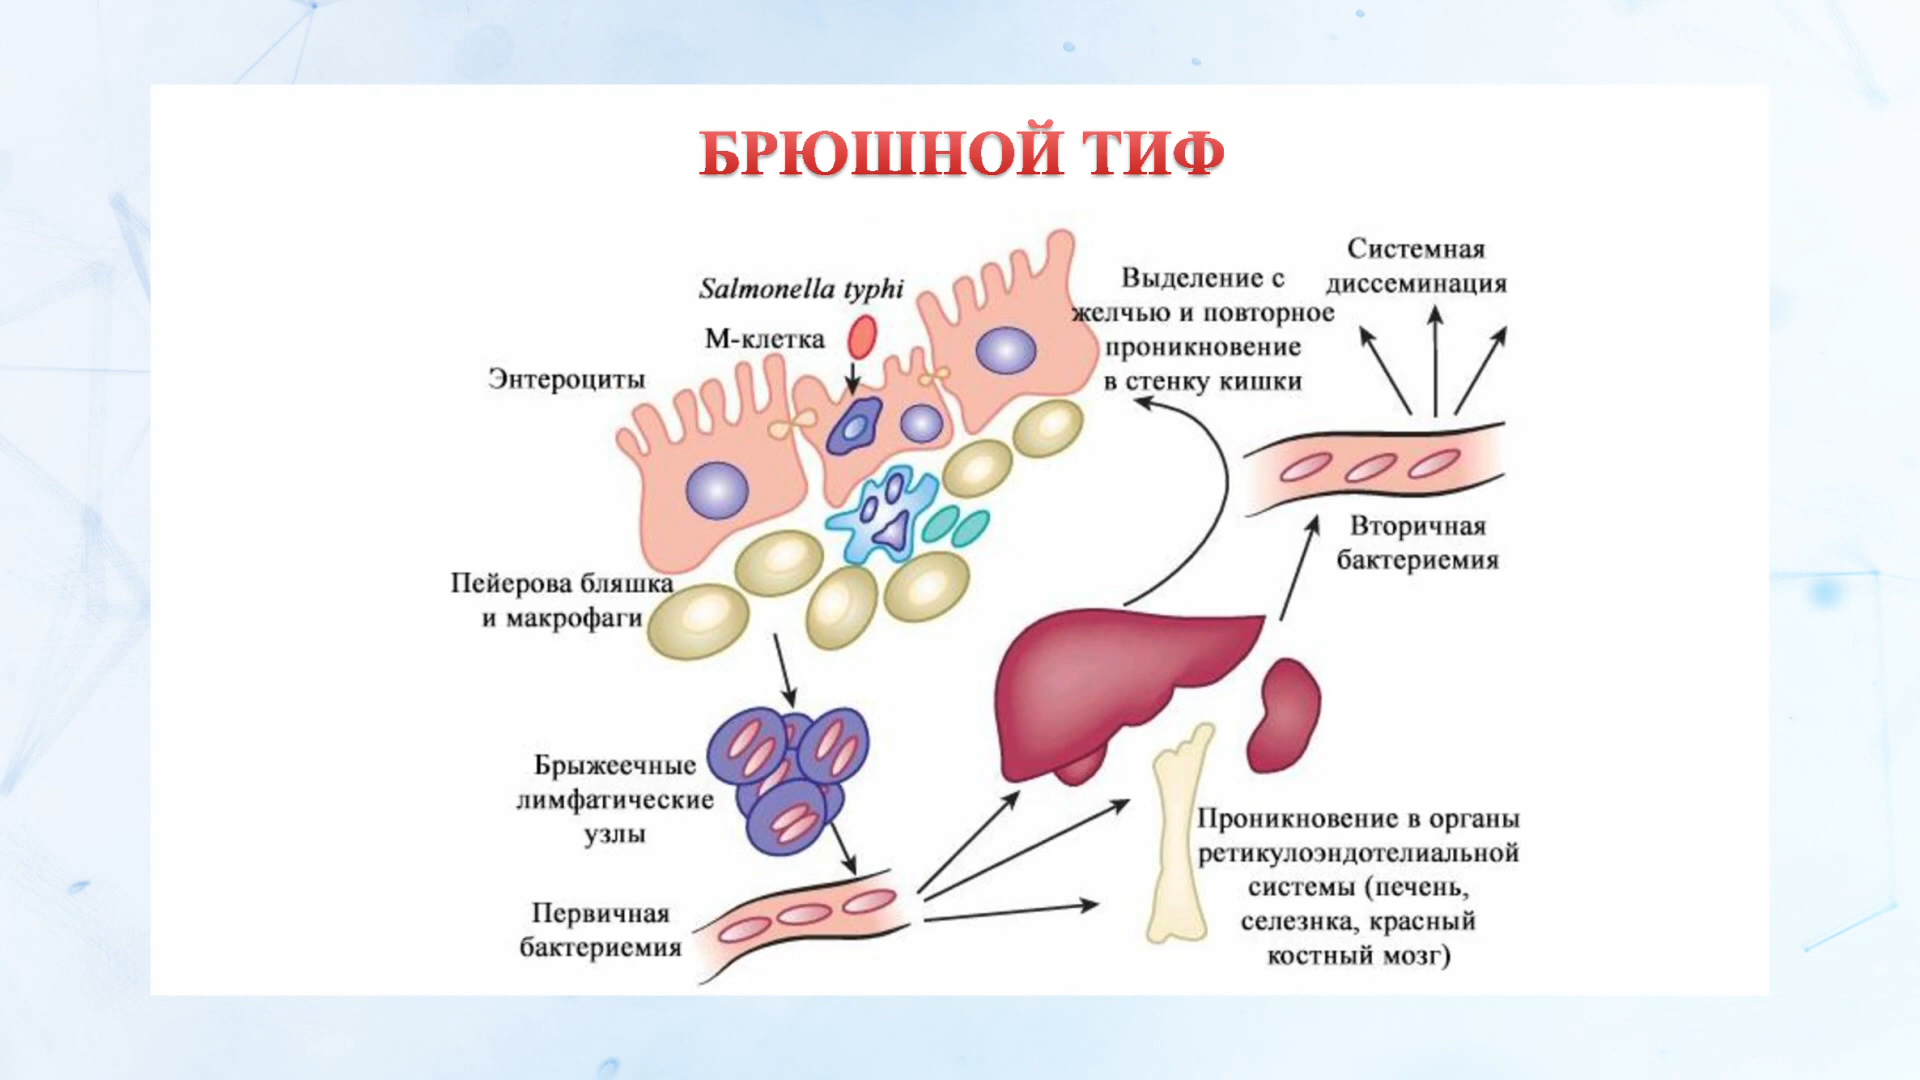 БРЮШНОЙ ТИФ
Salmonella typhi
М-клетка
Энтероциты
Выделение с
желчью и повторное
проникновение
в стенку кишки
Системная
диссеминация
Вторичная
бактериемия
Пейерова бляшка
и макрофаги
Брыжеечные
лимфатические
узлы
Первичная
бактериемия
Проникновение в органы
ретикулоэндотелиальной
системы (печень,
селезнка, красный
костный мозг)